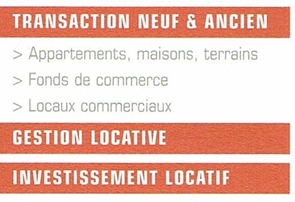 TRANSACTION NEUF & ANCIEN
> Appartements, maisons, terrains
> Fonds de commerce
> Locaux commerciaux
GESTION LOCATIVE
INVESTISSEMENT LOCATIF